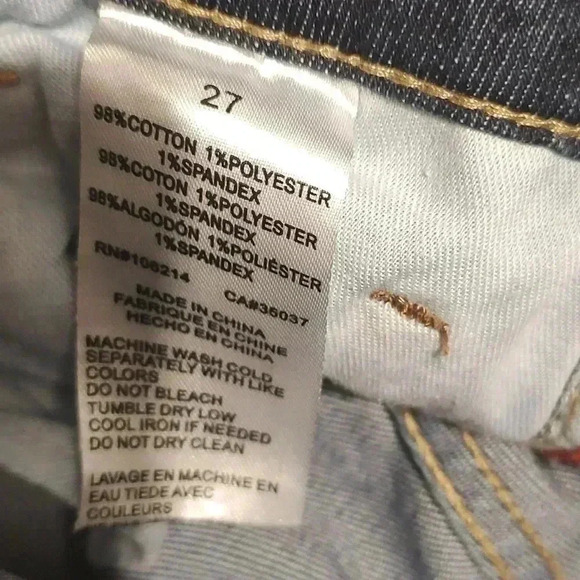 27
98%COTTON 1%POLYESTER
1%SPANDEX
98%COTON 1%POLYESTER
1%SPANDEX
98%ALGODÓN 1%POLIÉSTER
1%SPANDEX
RN#106214 CA#36037
MADE IN CHINA
FABRIQUE EN CHINE
HECHO EN CHINA
MACHINE WASH COLD
SEPARATELY WITH LIKE
COLORS
DO NOT BLEACH
TUMBLE DRY LOW
COOL IRON IF NEEDED
DO NOT DRY CLEAN
LAVAGE EN MACHINE EN
EAU TIEDE AVEC
COULEURS